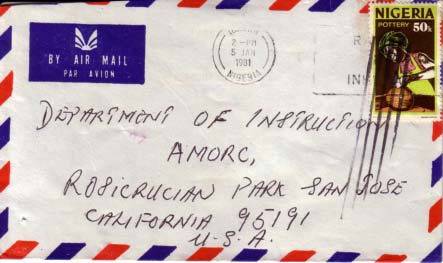 BY AIR MAIL
PAR AVION
2 - PM
5 JAN
1981
NIGERIA
NIGERIA
POTTERY 50k
DEPARTMENT OF INSTRUCTION
AMORC,
ROSICRUCIAN PARK SAN JOSE
CALIFORNIA 95191
U.S.A.